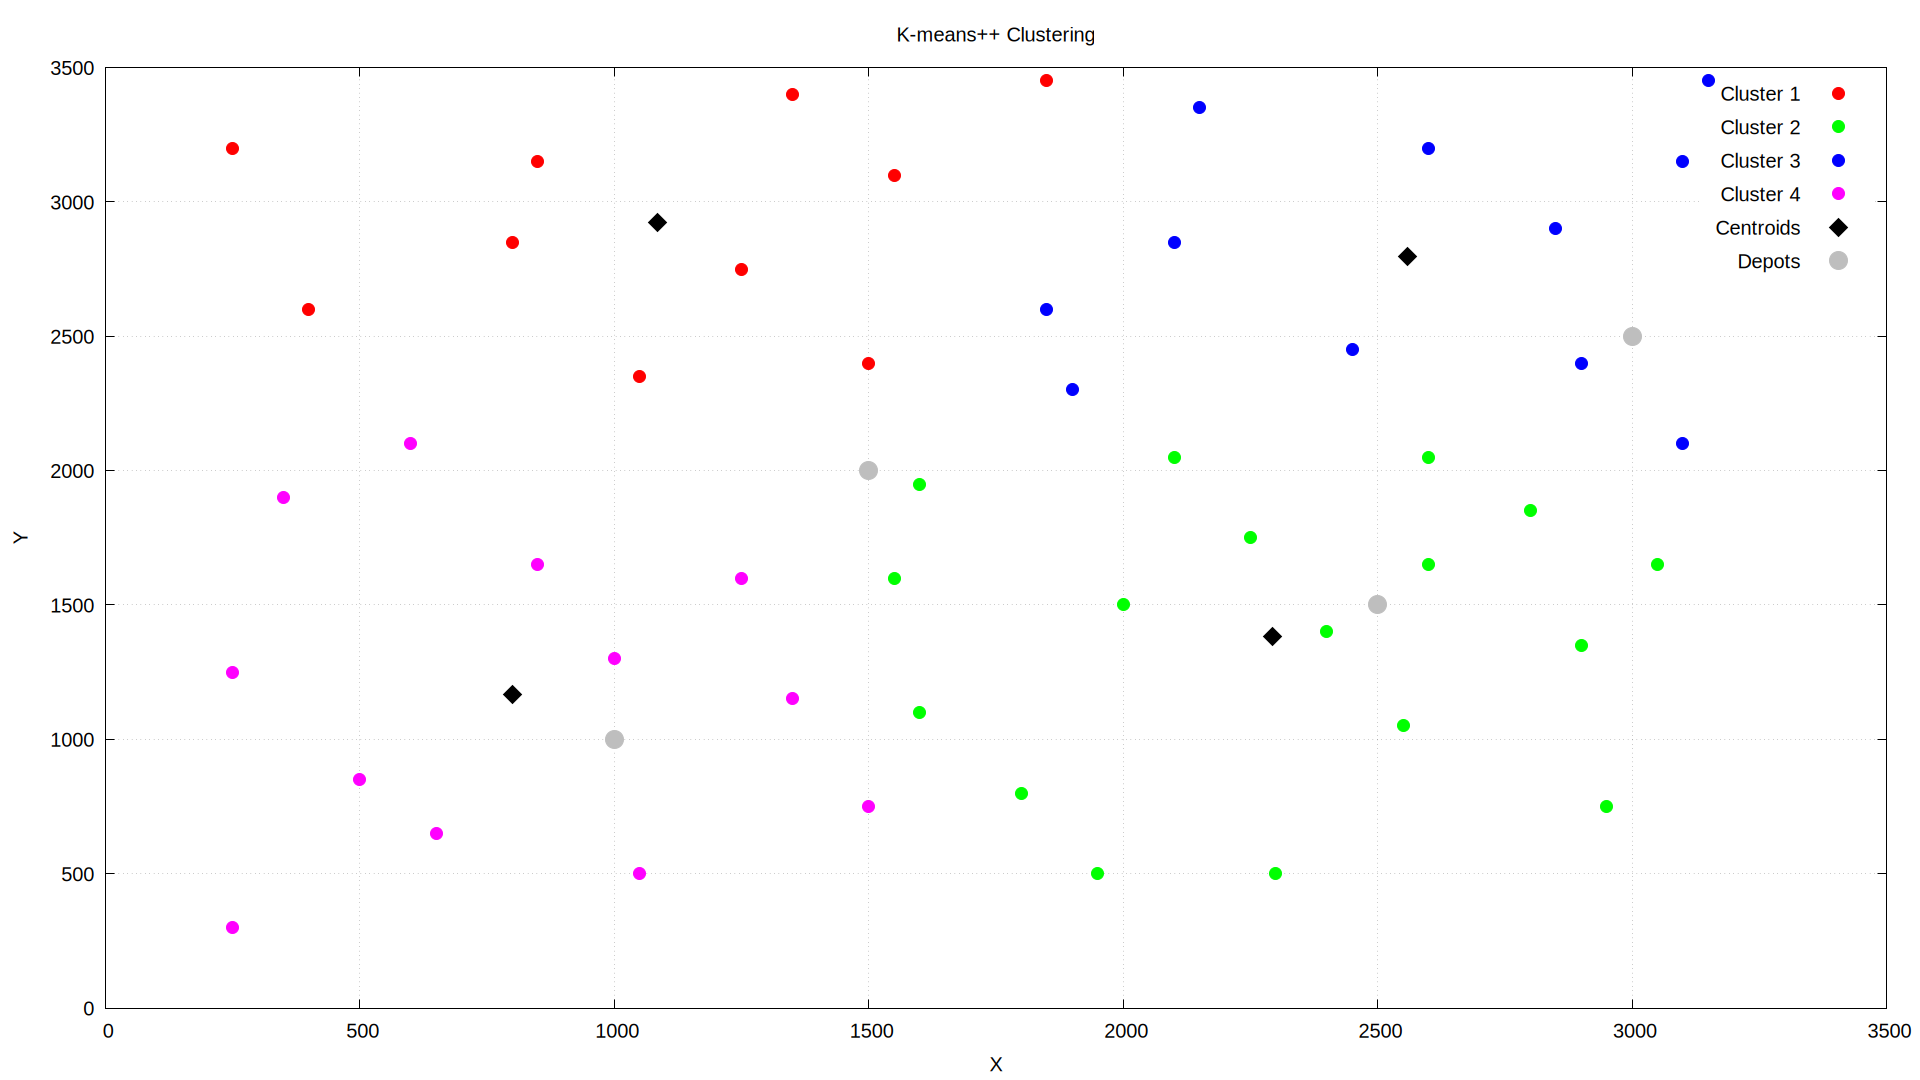 K-means++ Clustering
3500
3000
2500
2000
1500
1000
500
0
Y
Cluster 1
Cluster 2
Cluster 3
Cluster 4
Centroids
Depots
0 500 1000 1500 2000 2500 3000 3500
X